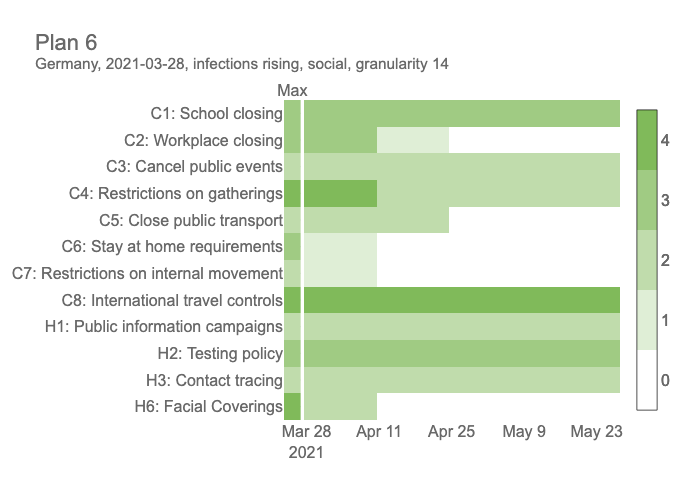 Plan 6
Germany, 2021-03-28, infections rising, social, granularity 14
Max
C1: School closing
C2: Workplace closing
C3: Cancel public events
C4: Restrictions on gatherings
C5: Close public transport
C6: Stay at home requirements
C7: Restrictions on internal movement
C8: International travel controls
H1: Public information campaigns
H2: Testing policy
H3: Contact tracing
H6: Facial Coverings
Mar 28 Apr 11 Apr 25 May 9 May 23
2021
4
3
2
1
0